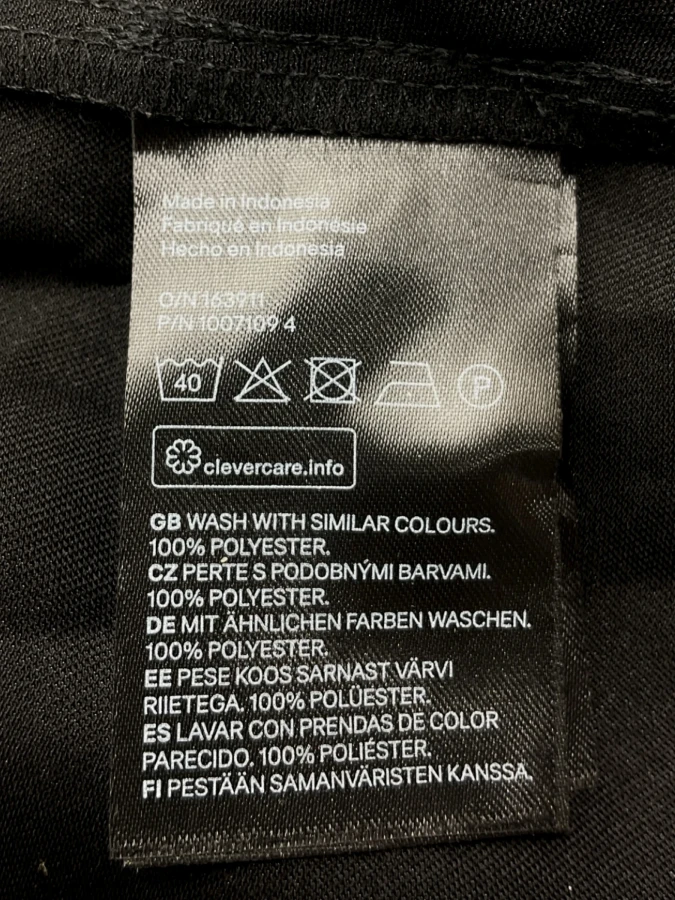 Made in Indonesia
Fabriqué en Indonésie
Hecho en Indonesia
O/N 163911
P/N 1007109 4
40
P
clevercare.info
GB WASH WITH SIMILAR COLOURS.
100% POLYESTER.
CZ PERTE S PODOBNÝMI BARVAMI.
100% POLYESTER.
DE MIT ÄHNLICHEN FARBEN WASCHEN.
100% POLYESTER.
EE PESE KOOS SARNAST VÄRVI
RIIETEGA. 100% POLÜESTER.
ES LAVAR CON PRENDAS DE COLOR
PARECIDO. 100% POLIÉSTER.
FI PESTÄÄN SAMANVÄRISTEN KANSSA.